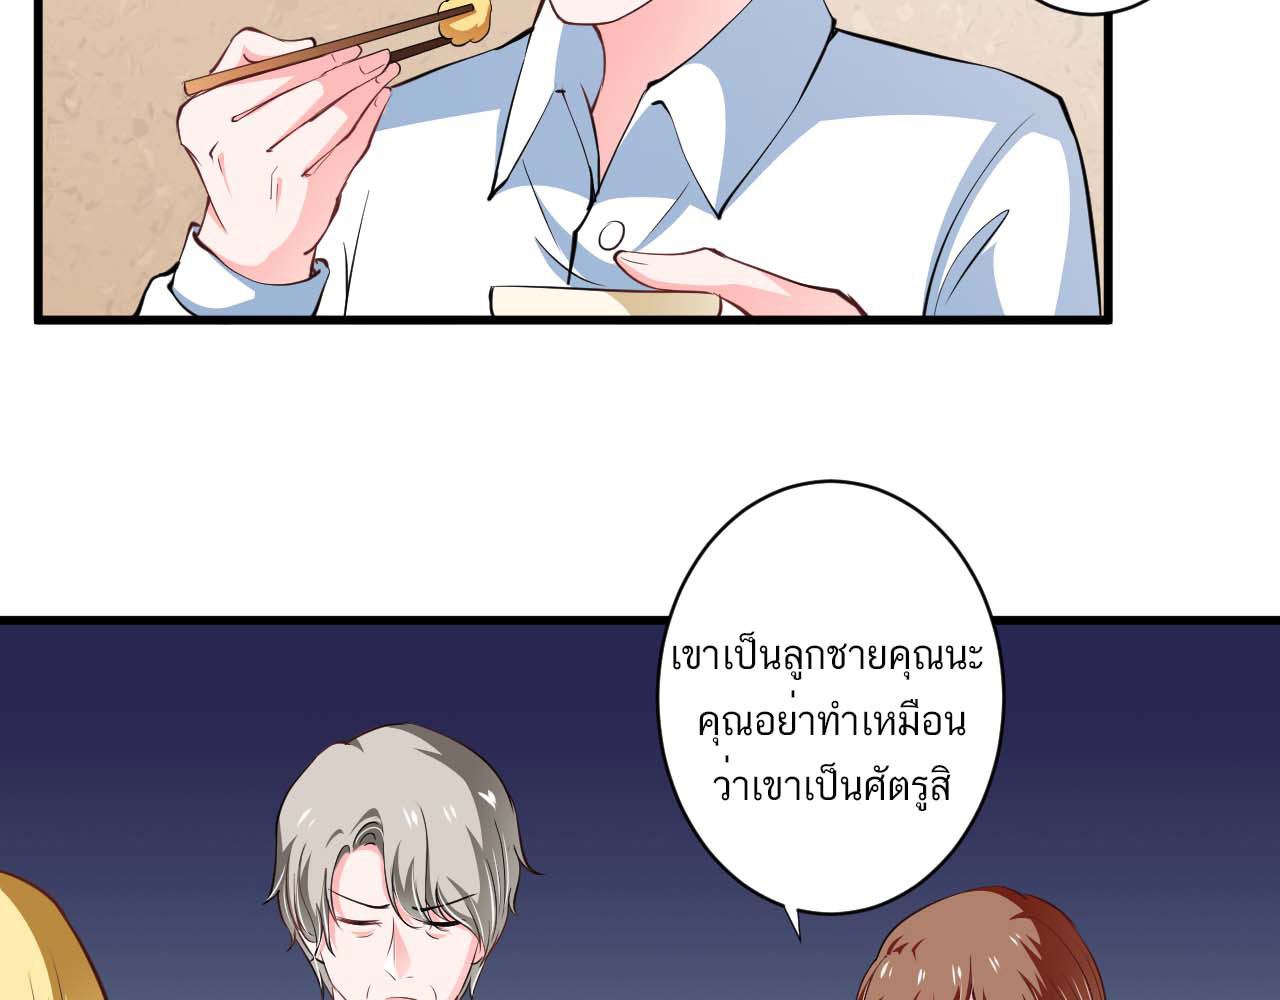 เขาเป็นลูกชายคุณนะ
คุณอย่าทำเหมือน
ว่าเขาเป็นศัตรูสิ